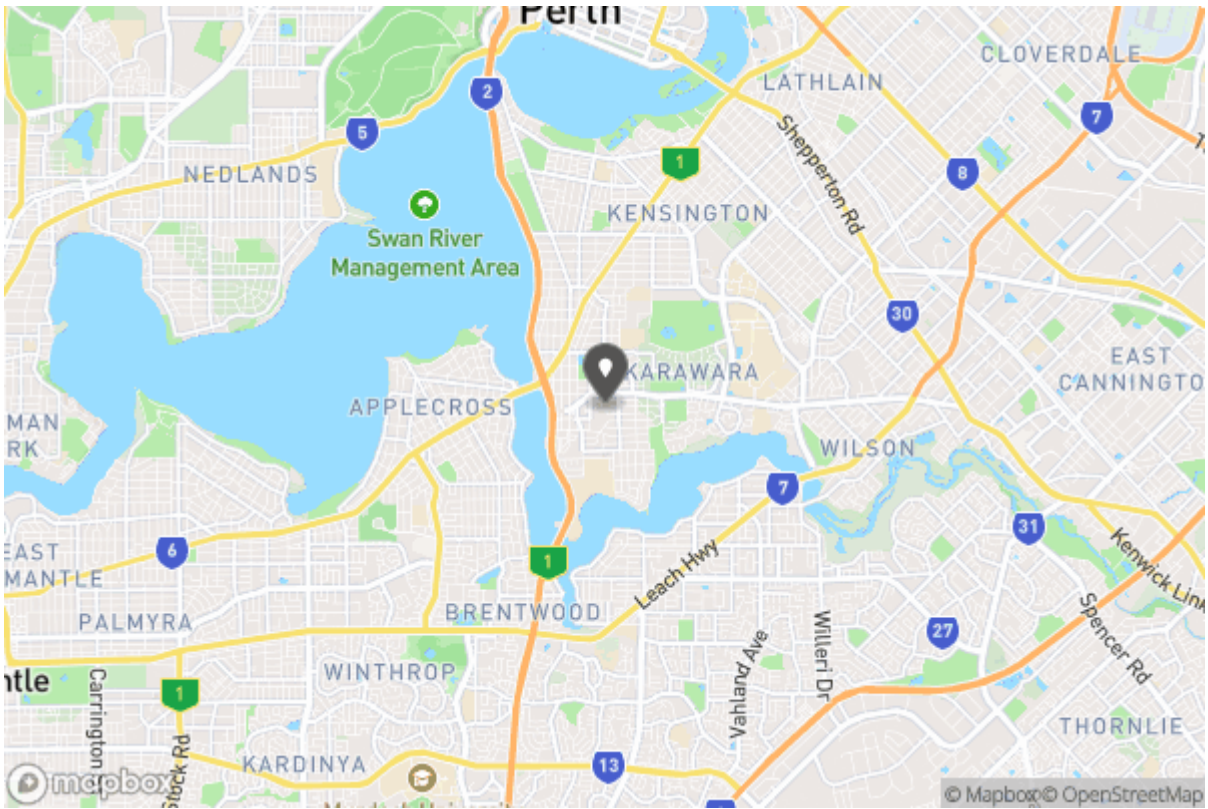 Perth
CLOVERDALE
LATHLAIN
2
7
5
Shepperton Rd
1
8
NEDLANDS
KENSINGTON
Swan River
Management Area
30
EAST
CANNINGTO
KARAWARA
APPLECROSS
MAN
RK
WILSON
7
6
31
EAST
MANTLE
1
Leach Hwy
Kenwick Link
BRENTWOOD
PALMYRA
27
Spencer Rd
Willeri Dr
Vahland Ave
WINTHROP
ntle
Carrington
1
Stock Rd
THORNLIE
KARDINYA
13
mapbox
© Mapbox © OpenStreetMap